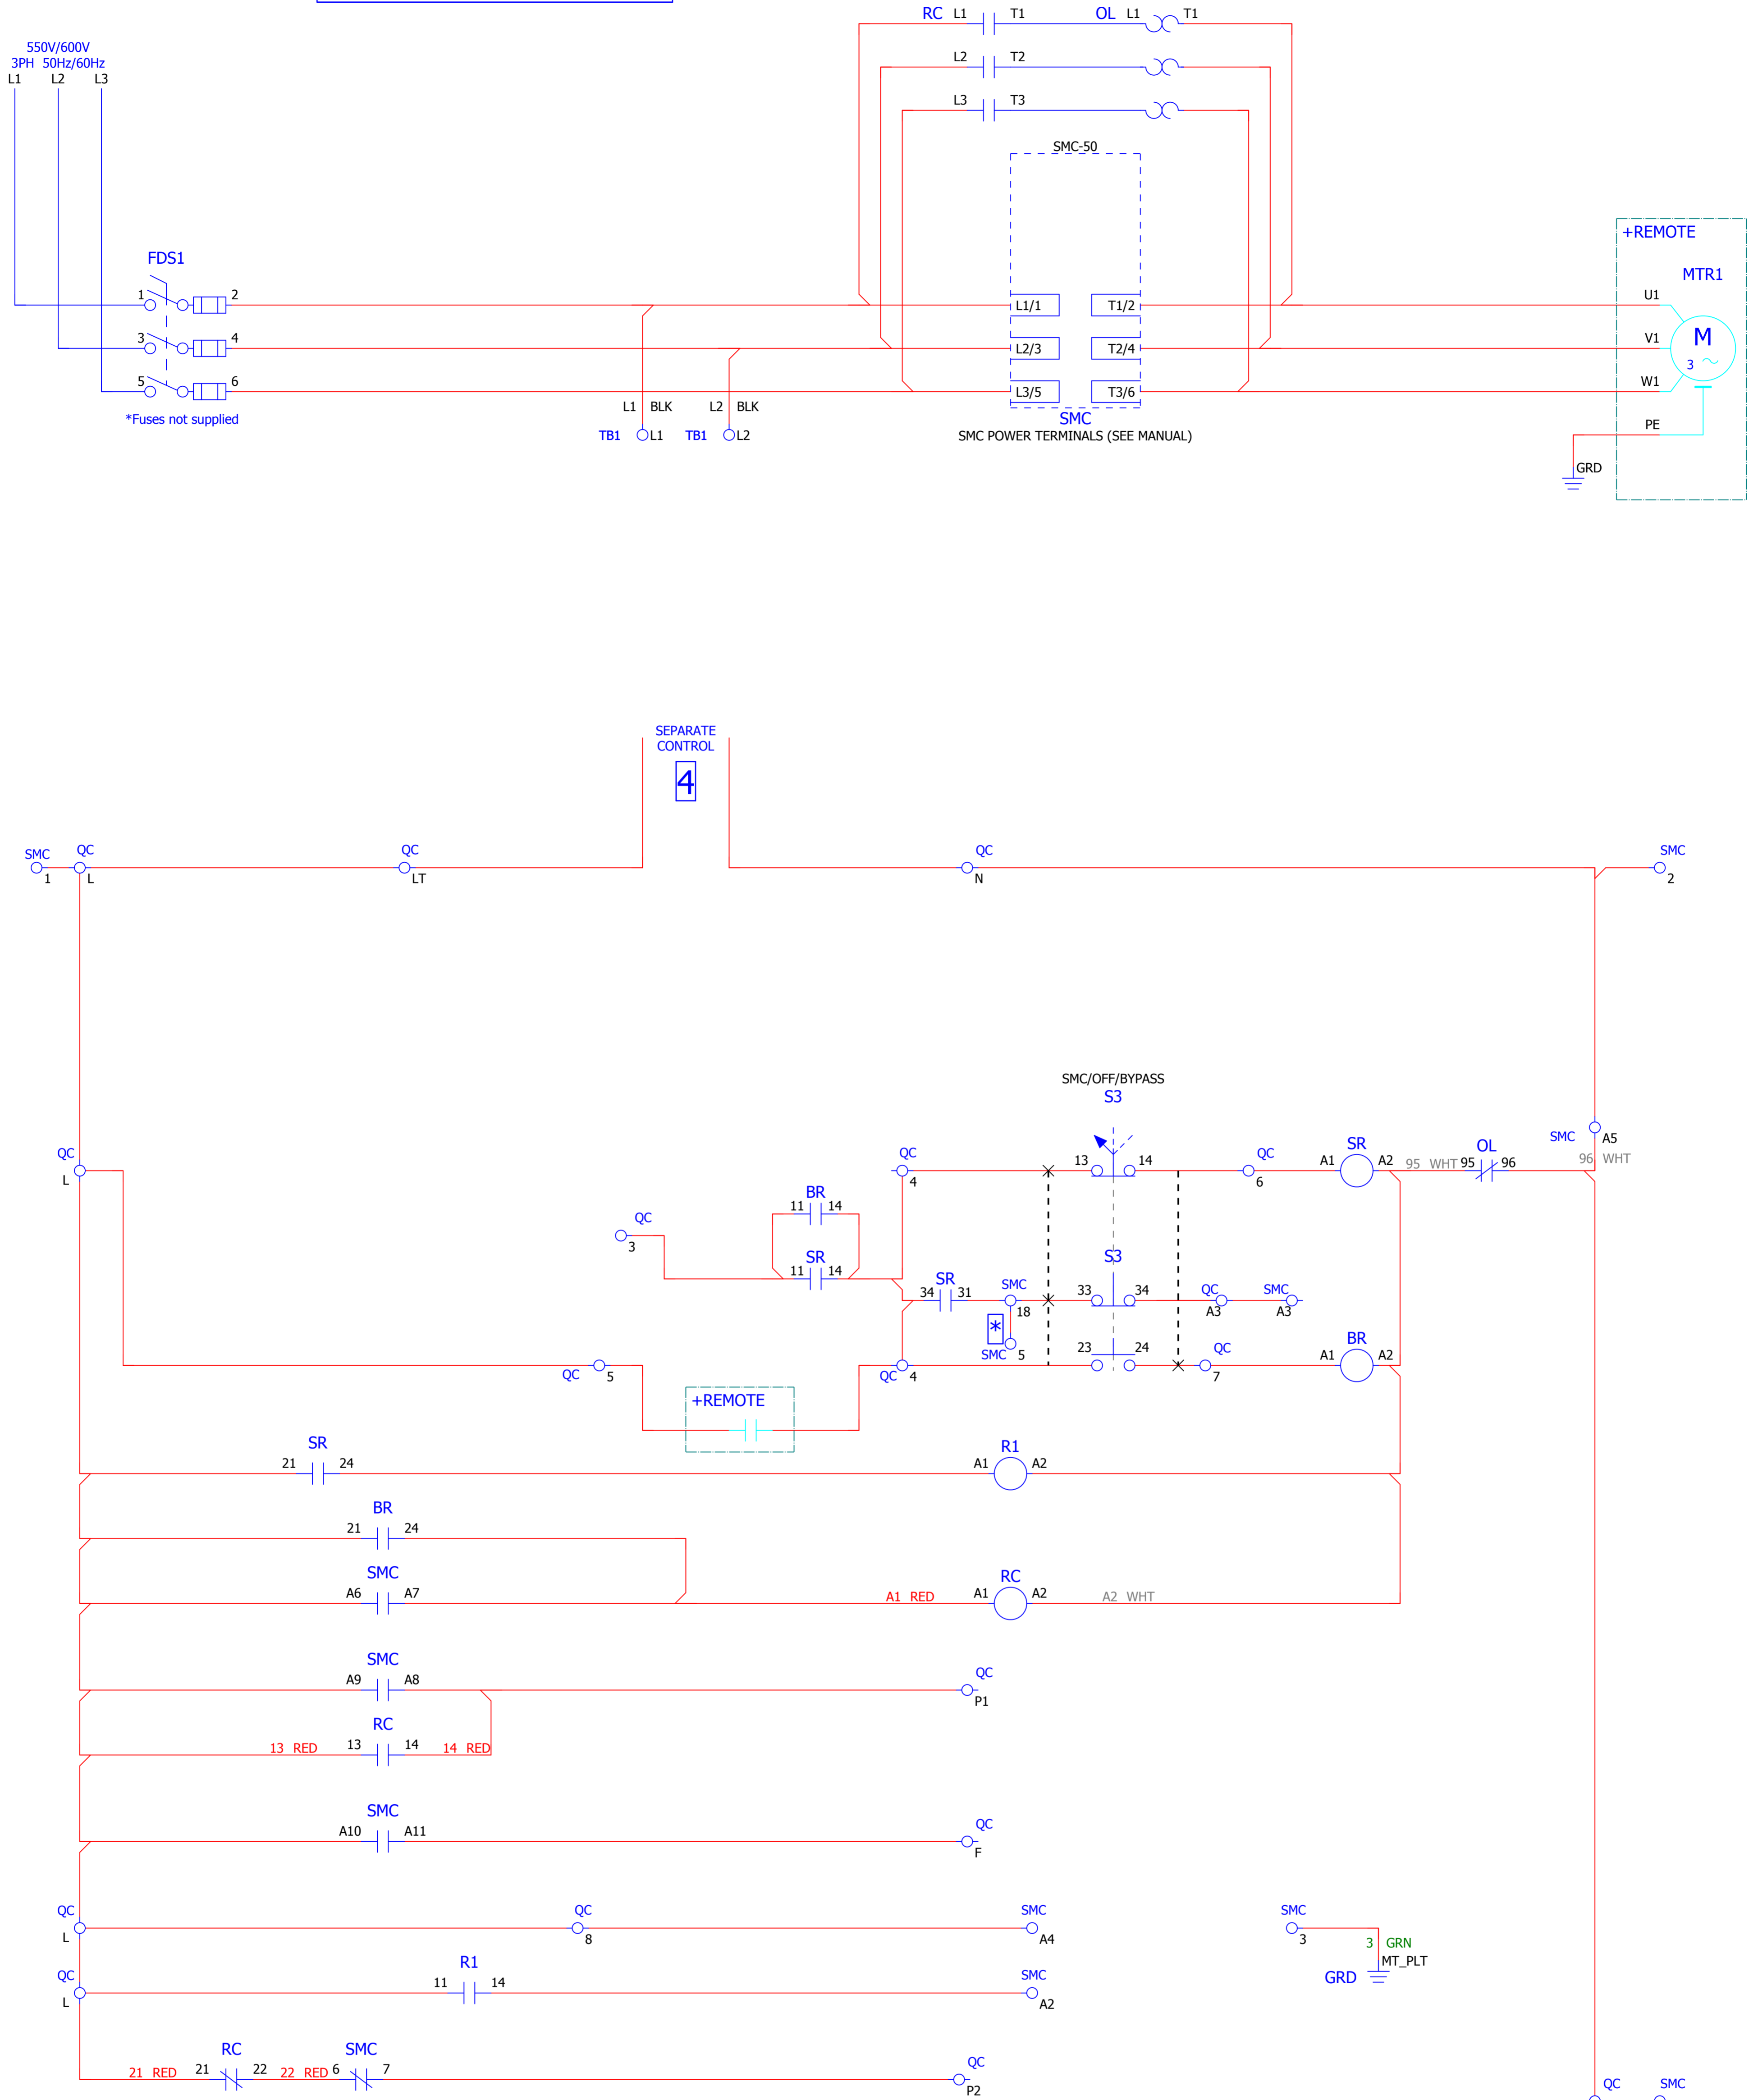 RC L1 T1 OL L1 T1
550V/600V
3PH 50Hz/60Hz
L1 L2 L3
L2 T2
L3 T3
SMC-50
+REMOTE
FDS1
MTR1
1 2
L1/1 T1/2
U1
M
3
3 4
L2/3 T2/4
V1
5 6
L3/5 T3/6
W1
*Fuses not supplied
L1 BLK L2 BLK
SMC
PE
TB1 L1 TB1 L2
SMC POWER TERMINALS (SEE MANUAL)
GRD
SEPARATE
CONTROL
4
SMC QC QC QC SMC
1 L LT N 2
SMC/OFF/BYPASS
S3
SMC A5
QC QC 13 14 QC SR OL
A1 A2 95 WHT 95 96 96 WHT
L 4 6
BR
11 14
QC
3
SR
11 14
S3
SR
34 31
SMC
33 34
QC SMC
18 A3 A3
*
SMC 5
23 24
QC
BR
A1 A2
QC 5 QC 4 7
+REMOTE
SR
21 24
R1
A1 A2
BR
21 24
SMC
A6 A7
RC
A1 RED A1 A2 A2 WHT
SMC
A9 A8
QC
P1
RC
13 RED 13 14 14 RED
SMC
A10 A11
QC
F
QC QC SMC SMC
L 8 A4 3
3 GRN
MT_PLT
GRD
QC
R1
11 14
SMC
L A2
RC SMC
21 RED 21 22 22 RED 6 7
QC
P2
QC SMC